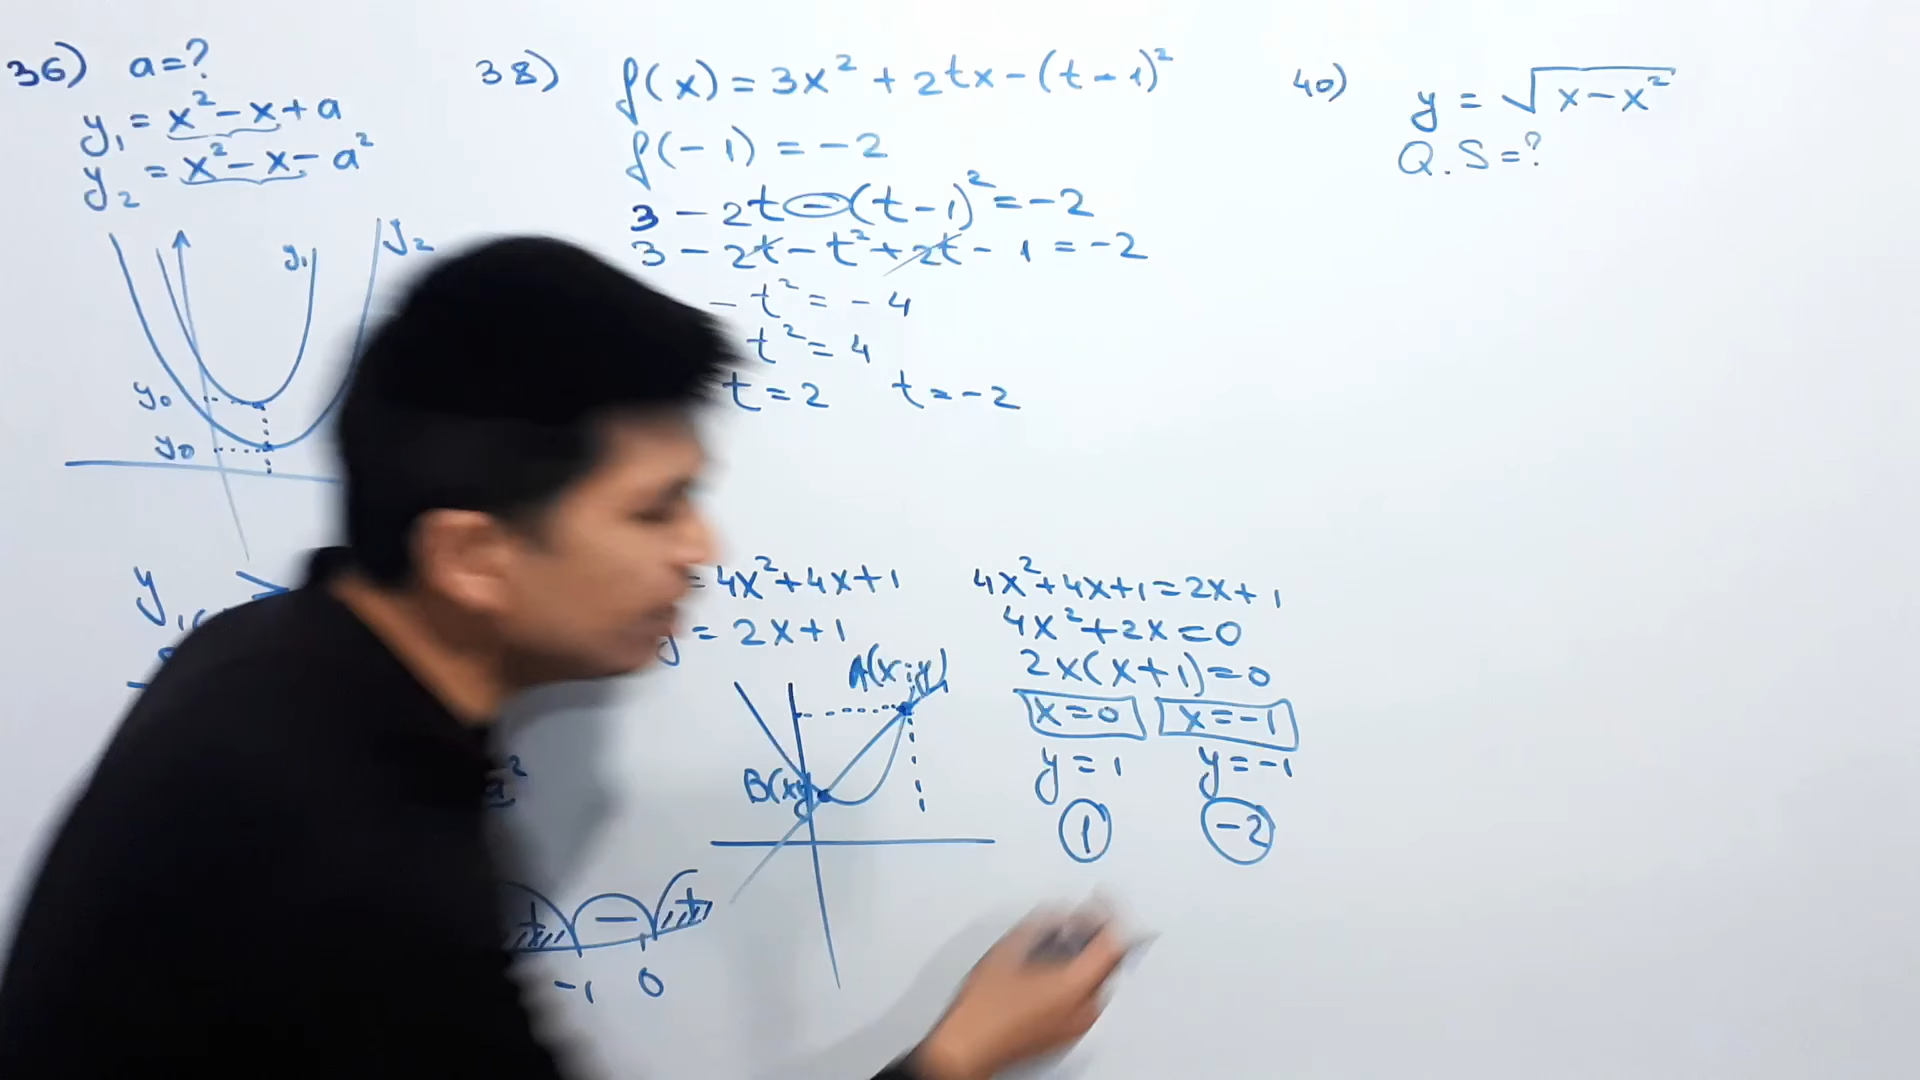 36) a=?
y₁ = x² - x + a
y₂ = x² - x - a²
y₁
y₂
y₀
y₀
38) f(x) = 3x² + 2tx - (t-1)²
f(-1) = -2
3 - 2t - (t-1)² = -2
3 - 2t - t² + 2t - 1 = -2
- t² = - 4
t² = 4
t = 2 t = -2
40) y = √x-x²
Q.S=?
= 4x²+4x+1
y = 2x+1
A(x;y)
B(xy
4x²+4x+1=2x+1
4x²+2x=0
2x(x+1)=0
x=0 x=-1
y=1 y=-1
1 -2
y₁
>
a²
+ - +
-1 0